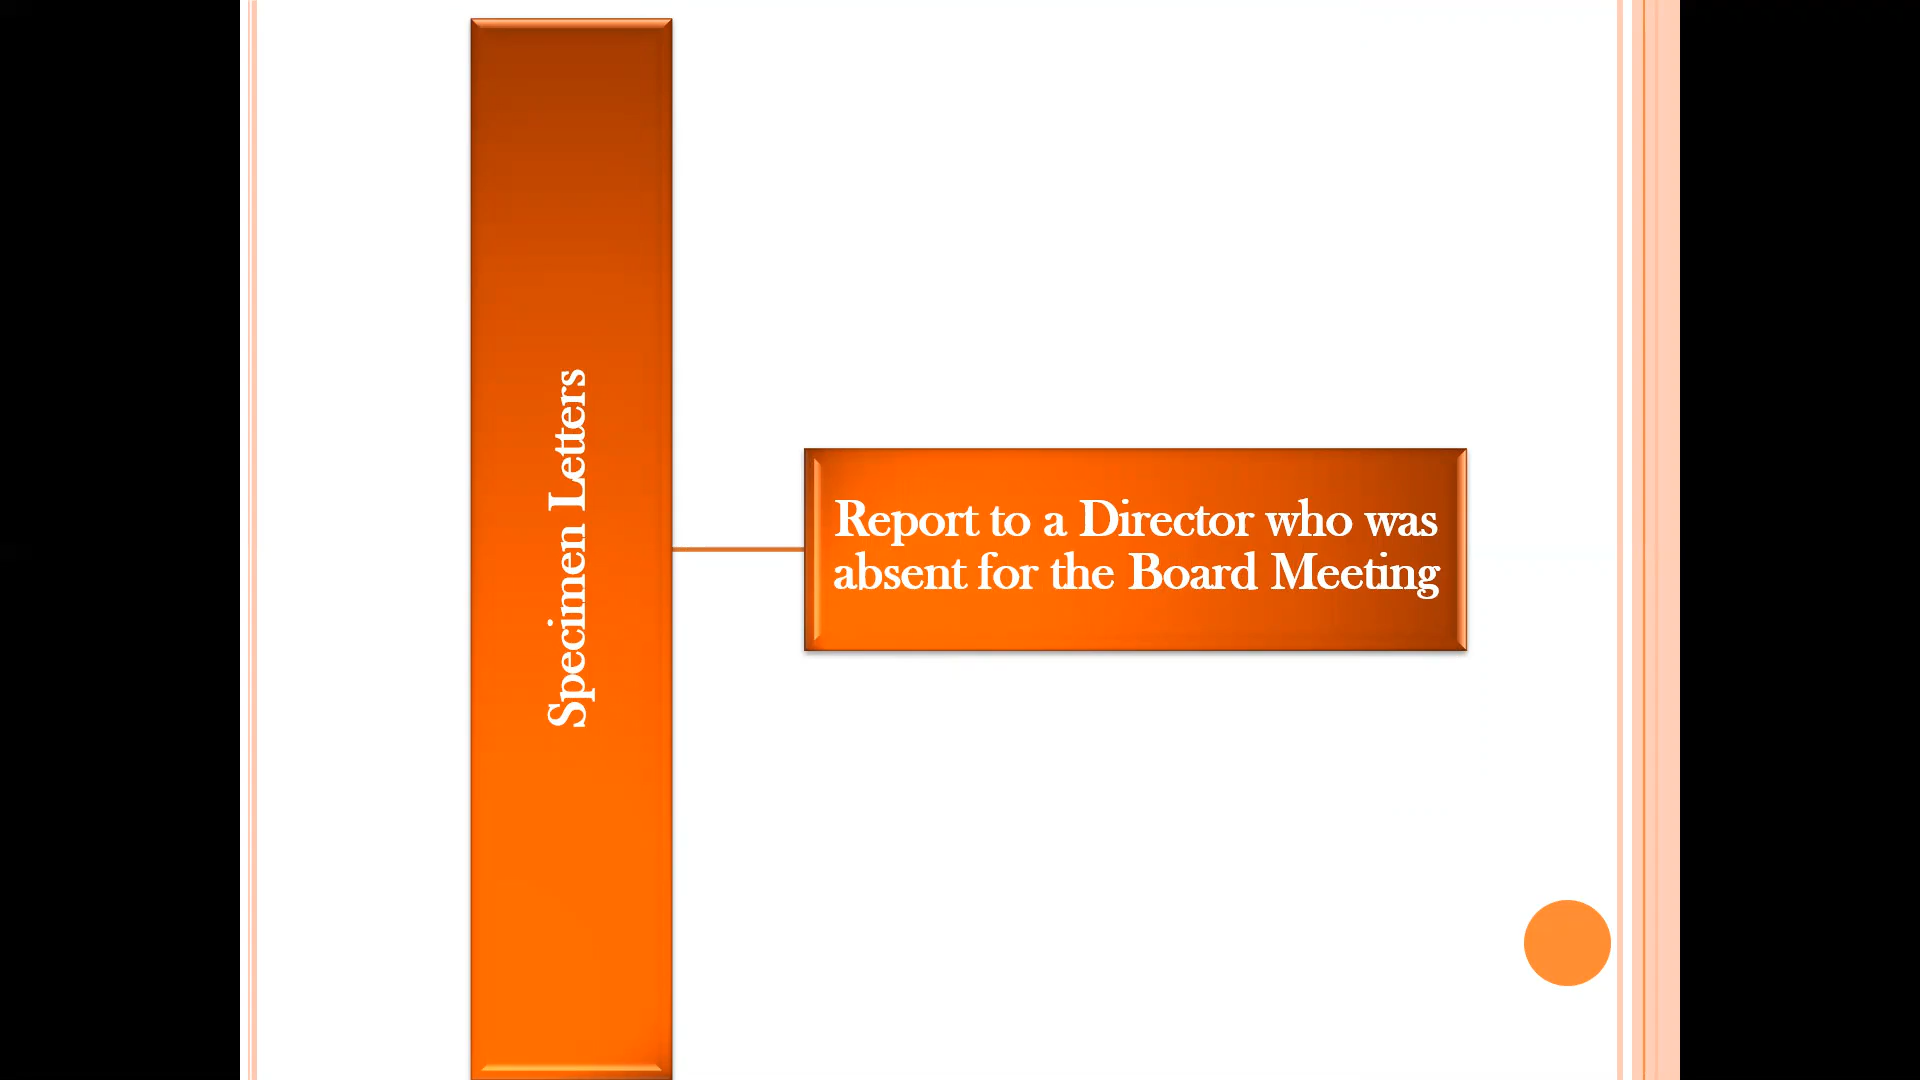 Specimen Letters
Report to a Director who was
absent for the Board Meeting